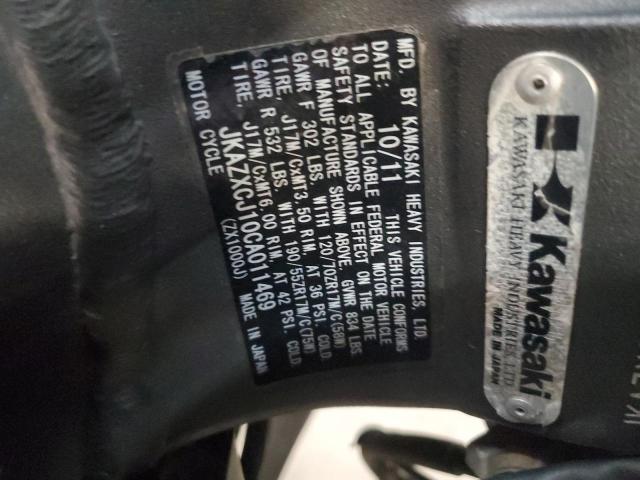 MFD. BY KAWASAKI HEAVY INDUSTRIES, LTD.
DATE: 10/11 THIS VEHICLE CONFORMS
TO ALL APPLICABLE FEDERAL MOTOR VEHICLE
SAFETY STANDARDS IN EFFECT ON THE DATE
OF MANUFACTURE SHOWN ABOVE. GVWR 834 LBS.
GAWR F 302 LBS. WITH 120/70ZR17M/C(58W)
TIRE, J17M/CxMT3.50 RIM, AT 36 PSI. COLD
GAWR R 532 LBS. WITH 190/55ZR17M/C(75W)
TIRE, J17M/CxMT6.00 RIM, AT 42 PSI. COLD
JKAZXCJ10CA011469
MOTOR CYCLE (ZX1000J) MADE IN JAPAN
Kawasaki
KAWASAKI HEAVY INDUSTRIES, LTD.
MADE IN JAPAN